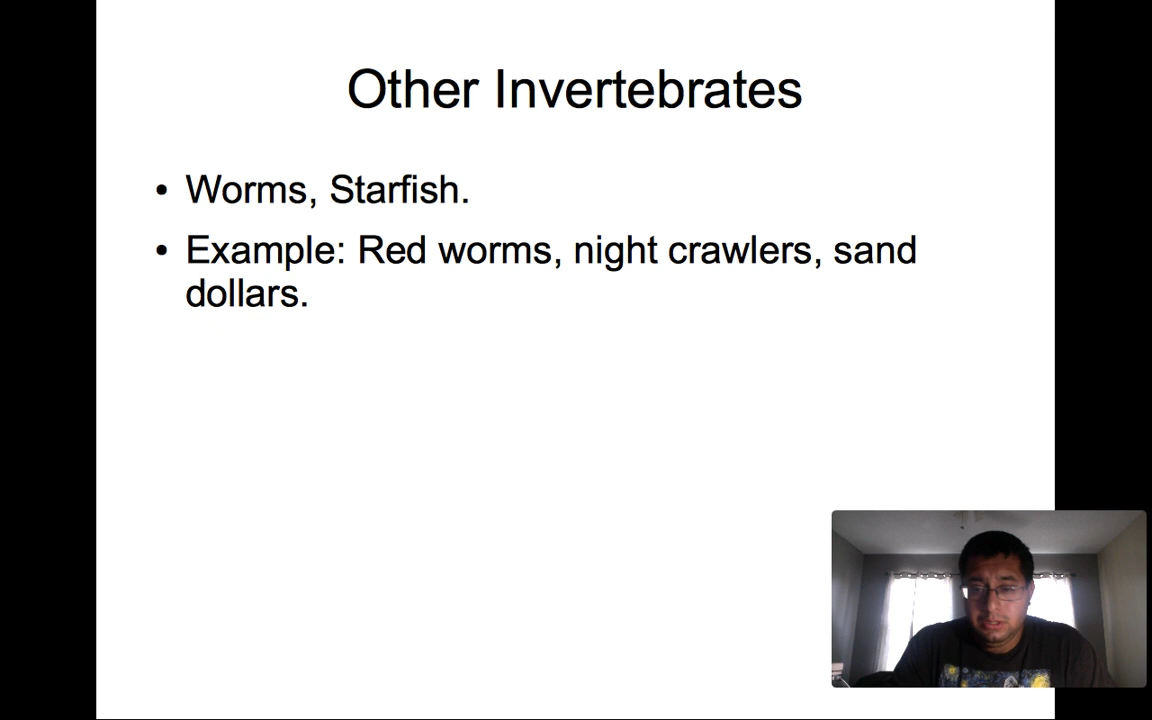 Other Invertebrates
• Worms, Starfish.
• Example: Red worms, night crawlers, sand
dollars.